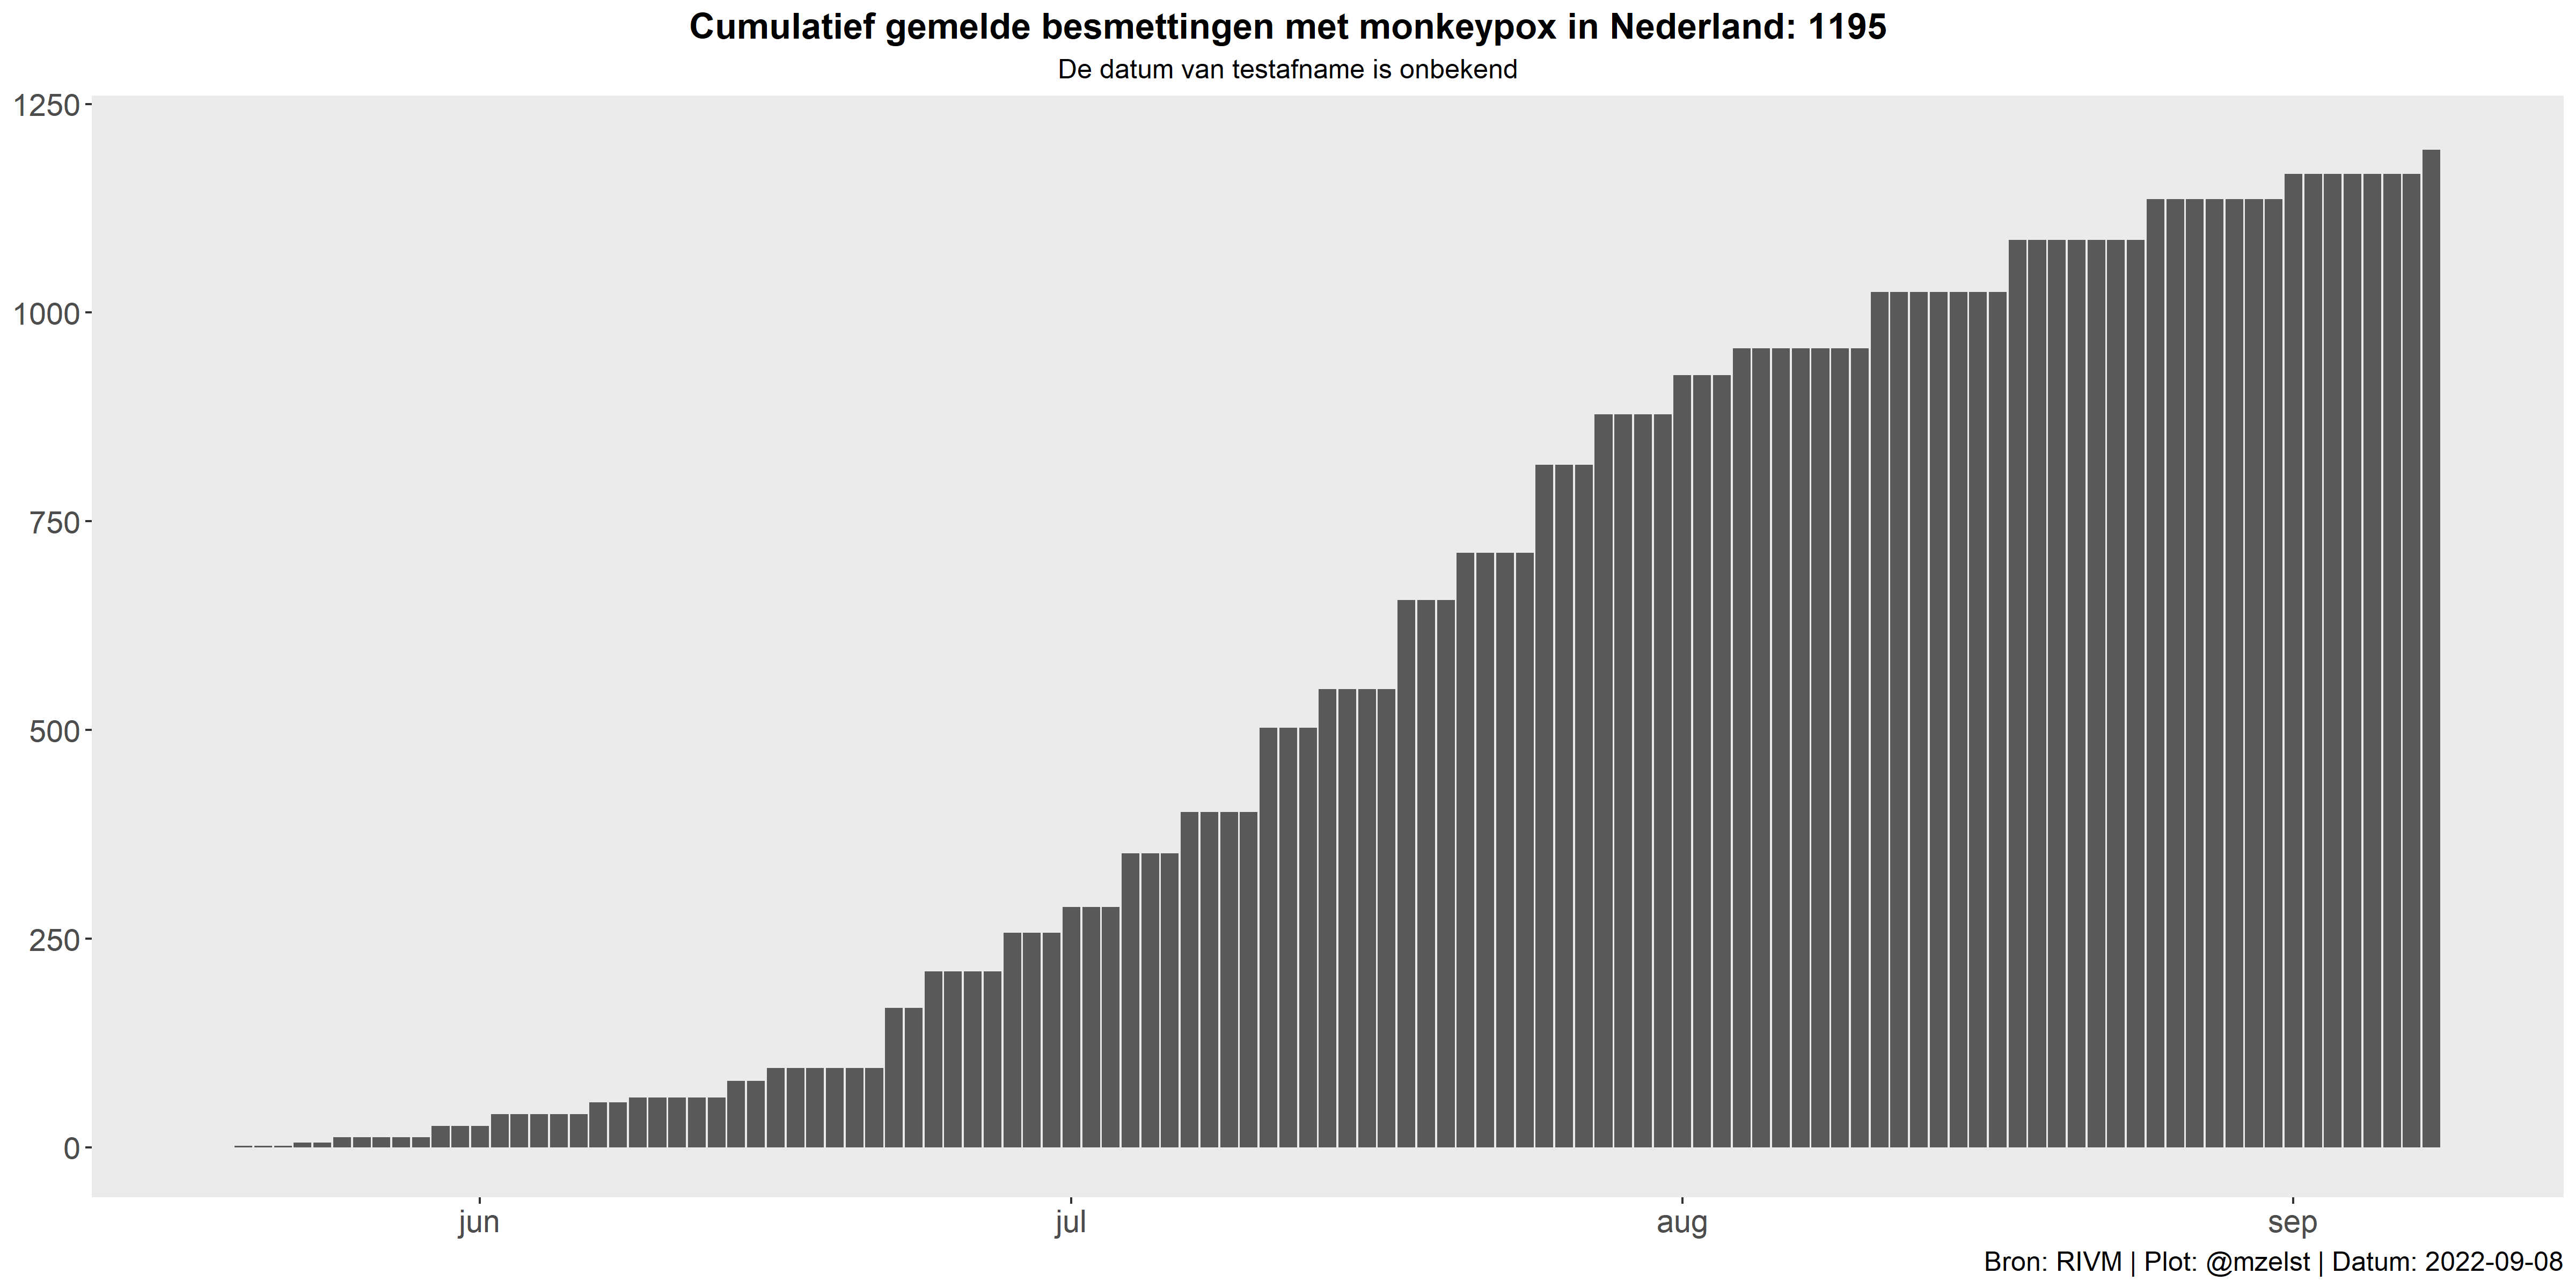 Cumulatief gemelde besmettingen met monkeypox in Nederland: 1195
De datum van testafname is onbekend
1250
1000
750
500
250
0
jun jul aug sep
Bron: RIVM | Plot: @mzelst | Datum: 2022-09-08